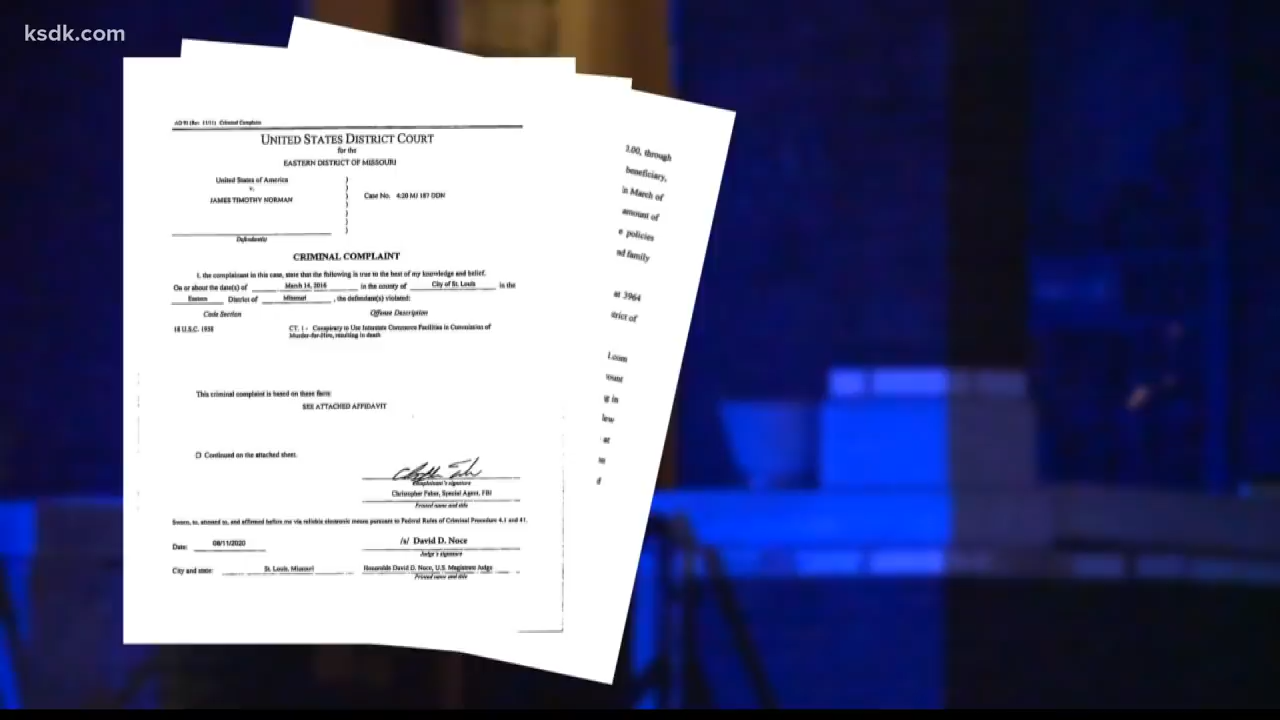 ksdk.com
AO 91 (Rev. 11/11) Criminal Complaint
UNITED STATES DISTRICT COURT
for the
EASTERN DISTRICT OF MISSOURI
United States of America
v.
JAMES TIMOTHY NORMAN
Defendant(s)
)
)
)
)
)
)
)
Case No. 4:20 MJ 187 DDN
CRIMINAL COMPLAINT
I, the complainant in this case, state that the following is true to the best of my knowledge and belief.
On or about the date(s) of March 14, 2016 in the county of City of St. Louis in the
Eastern District of Missouri , the defendant(s) violated:
Code Section Offense Description
18 U.S.C. 1958 CT. 1 - Conspiracy to Use Interstate Commerce Facilities in Commission of
Murder-for-Hire, resulting in death
This criminal complaint is based on these facts:
SEE ATTACHED AFFIDAVIT
Continued on the attached sheet.
Complainant's signature
Christopher Faber, Special Agent, FBI
Printed name and title
Sworn, to, attested to, and affirmed before me via reliable electronic means pursuant to Federal Rules of Criminal Procedure 4.1 and 41.
Date: 08/11/2020
/s/ David D. Noce
Judge's signature
City and state: St. Louis, Missouri
Honorable David D. Noce, U.S. Magistrate Judge
Printed name and title
, through
beneficiary,
in March of
amount of
policies
family
at 3964
of
l.com
in
at